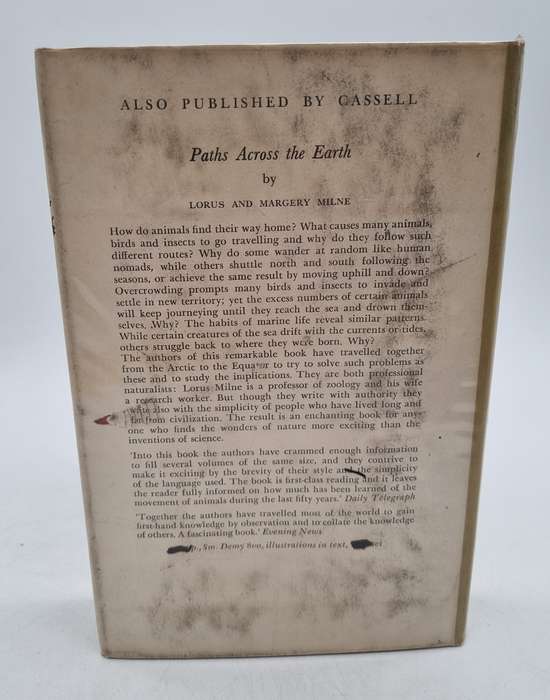 ALSO PUBLISHED BY CASSELL
Paths Across the Earth
by
LORUS AND MARGERY MILNE
How do animals find their way home? What causes many animals,
birds and insects to go travelling and why do they follow such
different routes? Why do some wander at random like human
nomads, while others shuttle north and south following the
seasons, or achieve the same result by moving uphill and down?
Overcrowding prompts many birds and insects to invade and
settle in new territory; yet the excess numbers of certain animals
will keep journeying until they reach the sea and drown them-
selves. Why? The habits of marine life reveal similar patterns.
While certain creatures of the sea drift with the currents or tides,
others struggle back to where they were born. Why?
The authors of this remarkable book have travelled together
from the Arctic to the Equator to try to solve such problems as
these and to study the implications. They are both professional
naturalists: Lorus Milne is a professor of zoology and his wife
a research worker. But though they write with authority they
write also with the simplicity of people who have lived long and
far from civilization. The result is an enchanting book for any-
one who finds the wonders of nature more exciting than the
inventions of science.
'Into this book the authors have crammed enough information
to fill several volumes of the same size, and they contrive to
make it exciting by the brevity of their style and the simplicity
of the language used. The book is first-class reading and it leaves
the reader fully informed on how much has been learned of the
movement of animals during the last fifty years.' Daily Telegraph
'Together the authors have travelled most of the world to gain
first-hand knowledge by observation and to collate the knowledge
of others. A fascinating book.' Evening News
Sm. Demy 8vo, illustrations in text,